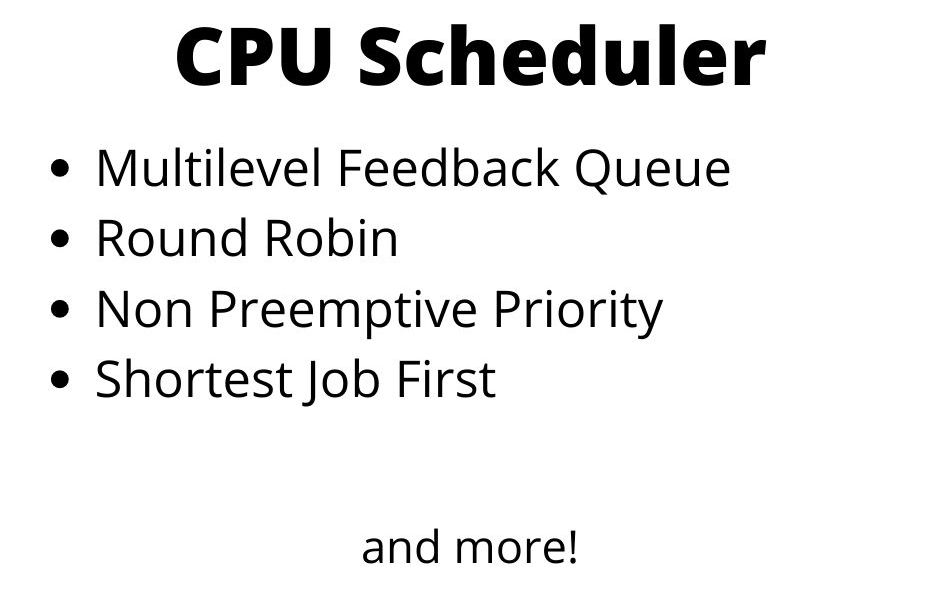 CPU Scheduler
• Multilevel Feedback Queue
• Round Robin
• Non Preemptive Priority
• Shortest Job First
and more!